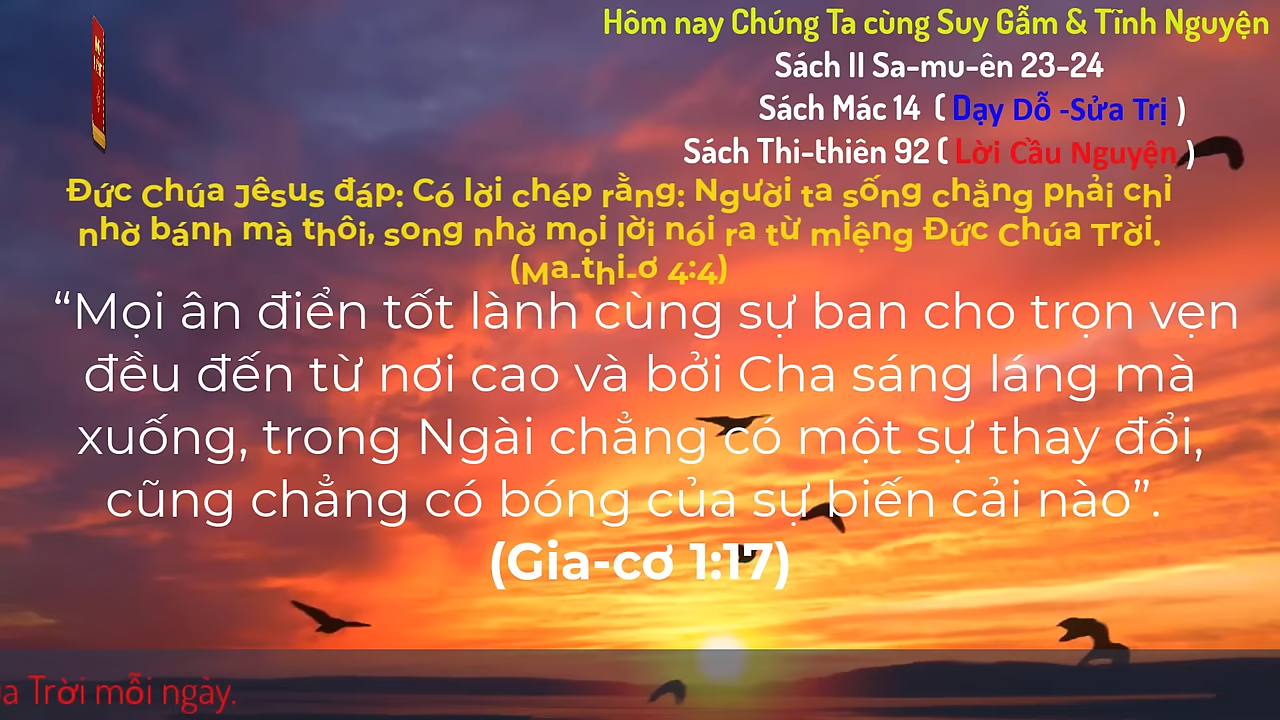 Hôm nay Chúng Ta cùng Suy Gẫm & Tĩnh Nguyện
Sách II Sa-mu-ên 23-24
Sách Mác 14 ( Dạy Dỗ -Sửa Trị )
Sách Thi-thiên 92 ( Lời Cầu Nguyện )
Đức Chúa Jêsus đáp: Có lời chép rằng: Người ta sống chẳng phải chỉ
nhờ bánh mà thôi, song nhờ mọi lời nói ra từ miệng Đức Chúa Trời.
(Ma-thi-ơ 4:4)
“Mọi ân điển tốt lành cùng sự ban cho trọn vẹn
đều đến từ nơi cao và bởi Cha sáng láng mà
xuống, trong Ngài chẳng có một sự thay đổi,
cũng chẳng có bóng của sự biến cải nào”.
(Gia-cơ 1:17)
Trời mỗi ngày.